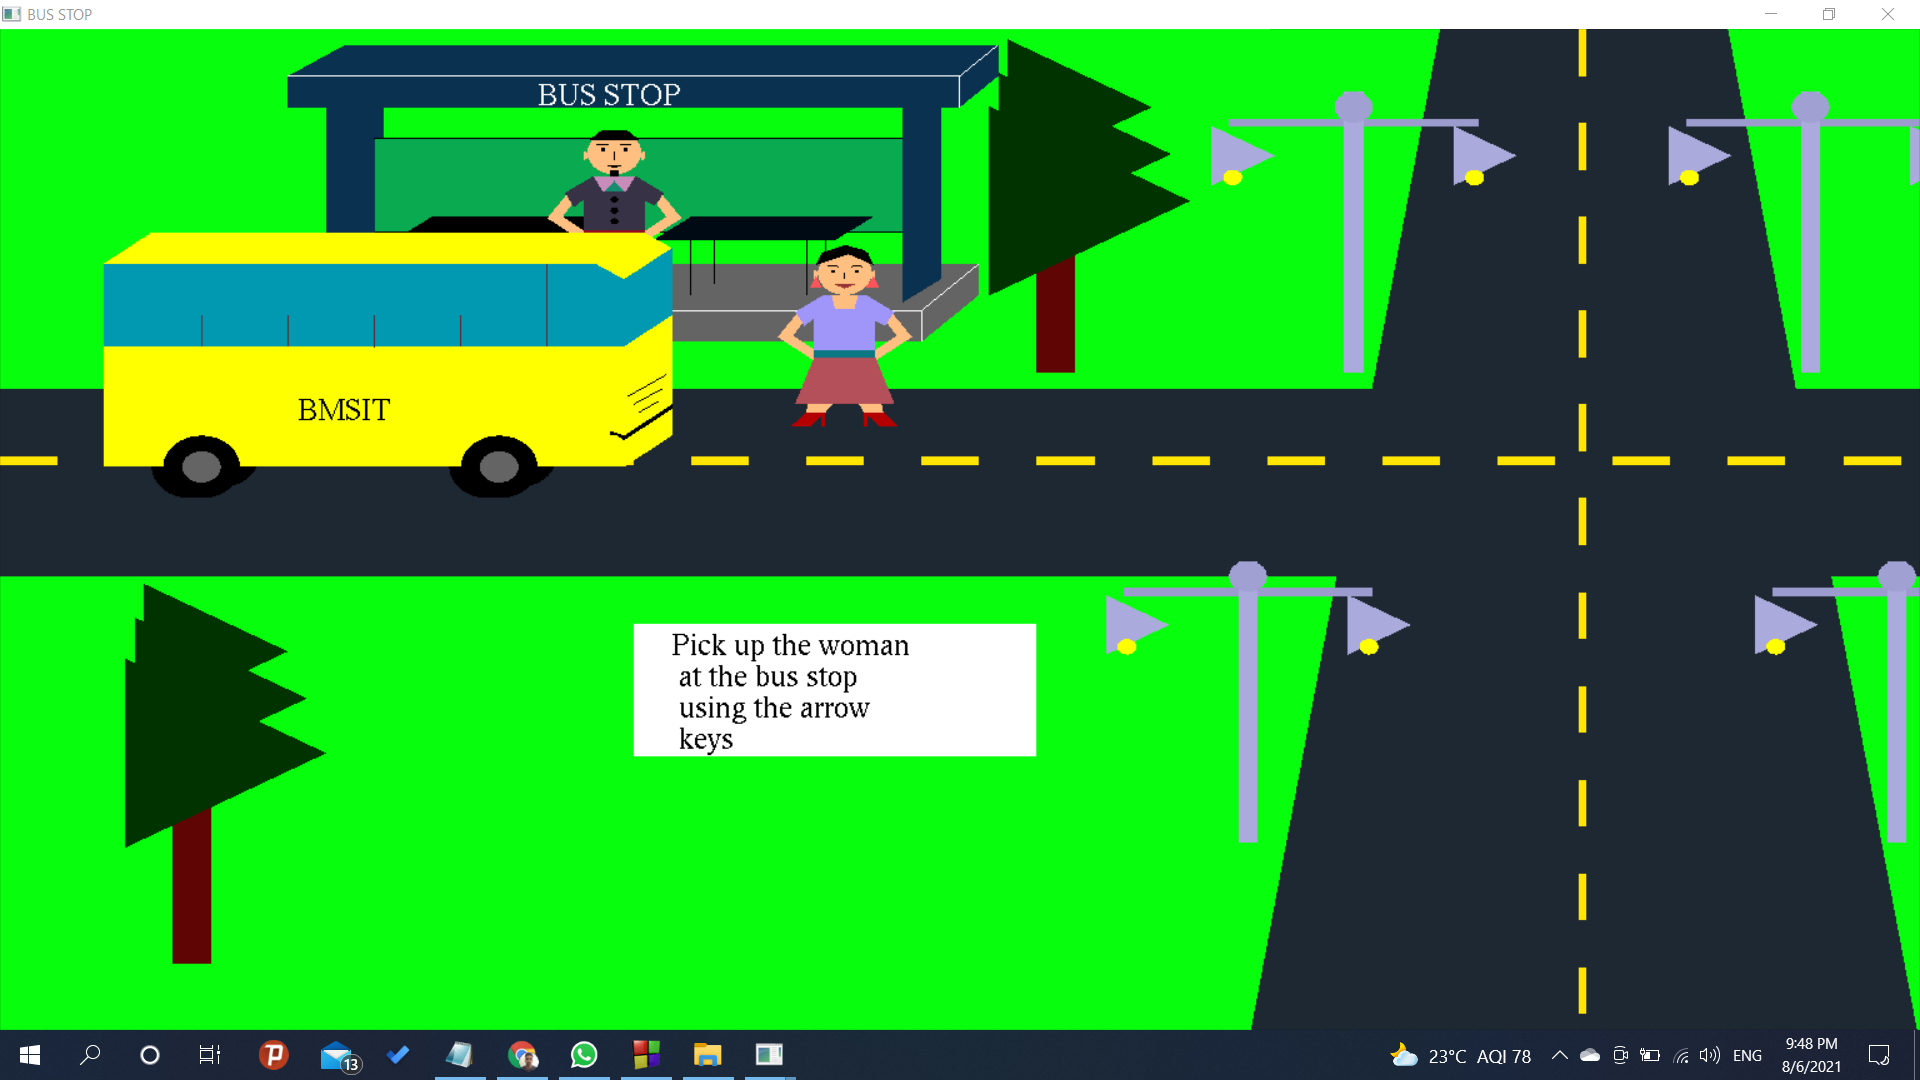 BUS STOP
BUS STOP
BMSIT
Pick up the woman
at the bus stop
using the arrow
keys
13
23°C AQI 78
ENG
9:48 PM
8/6/2021